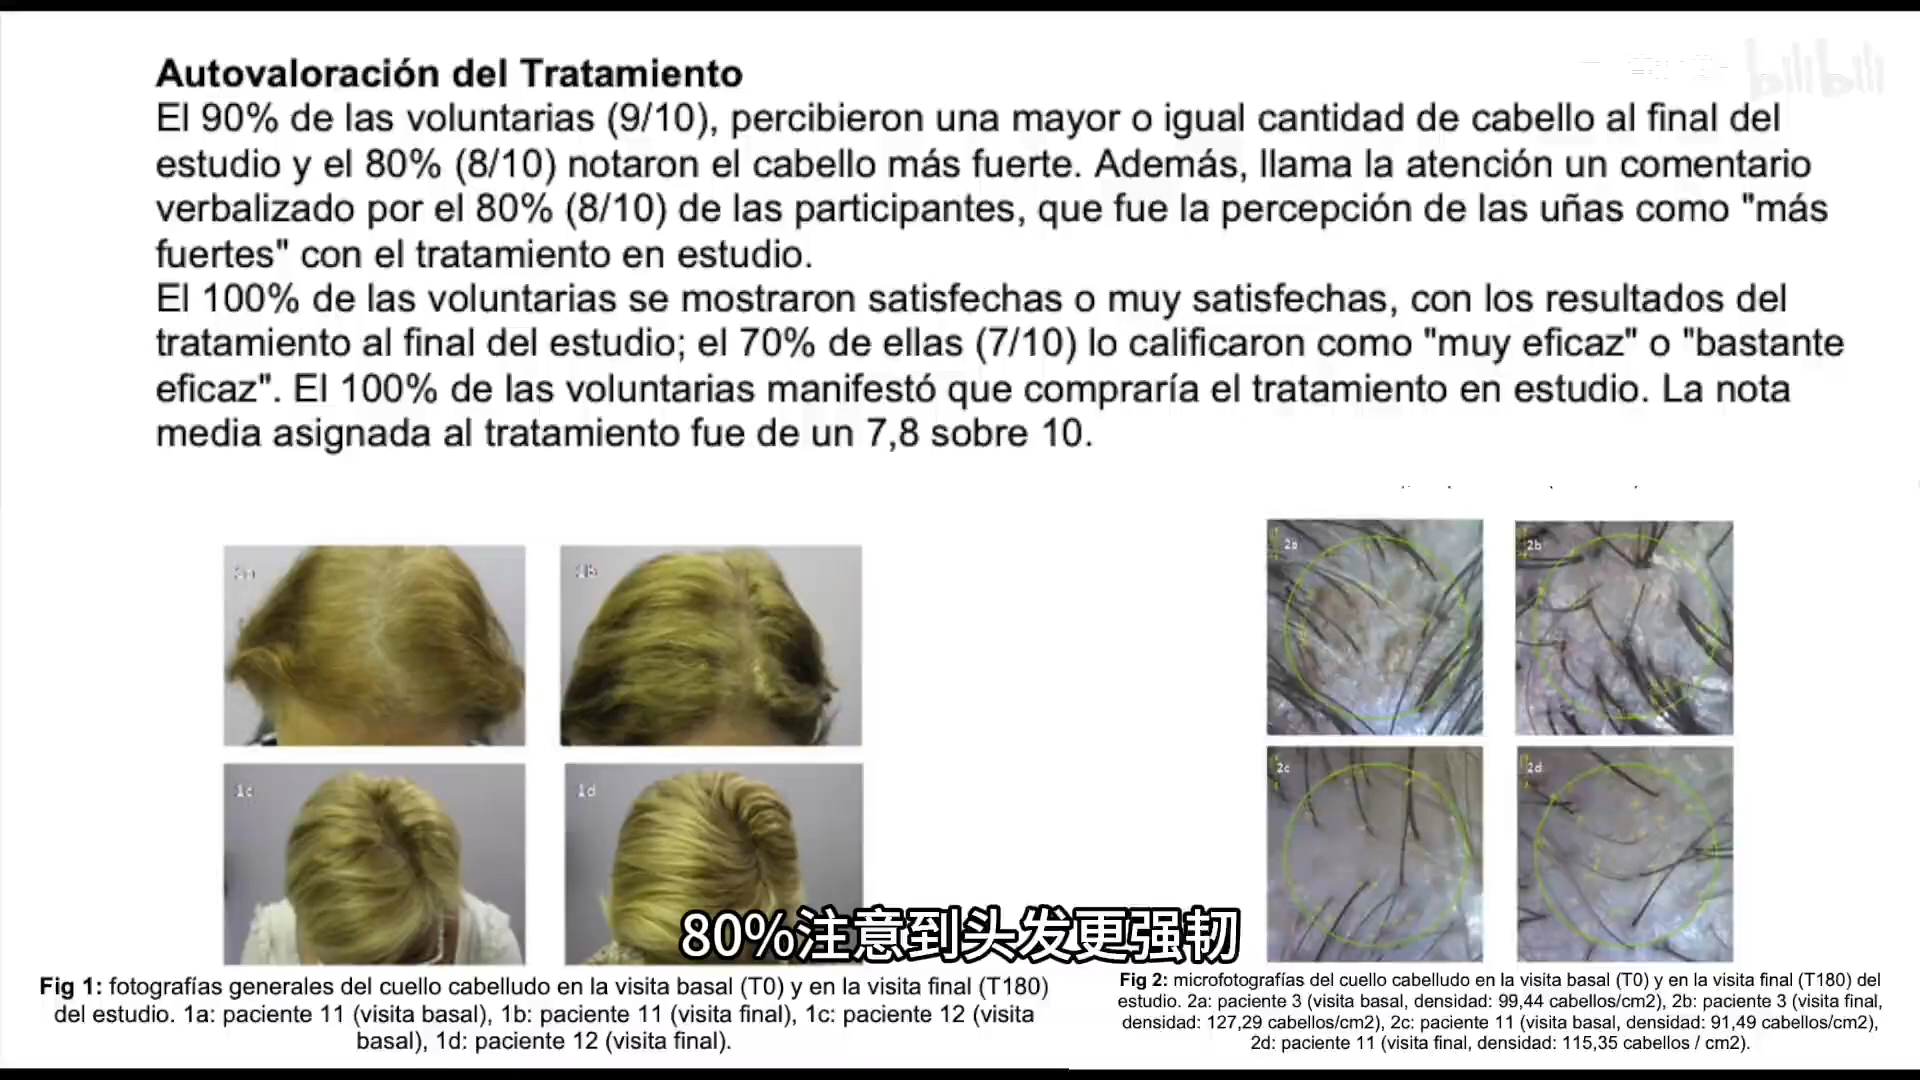 bilibili
Autovaloración del Tratamiento
El 90% de las voluntarias (9/10), percibieron una mayor o igual cantidad de cabello al final del
estudio y el 80% (8/10) notaron el cabello más fuerte. Además, llama la atención un comentario
verbalizado por el 80% (8/10) de las participantes, que fue la percepción de las uñas como "más
fuertes" con el tratamiento en estudio.
El 100% de las voluntarias se mostraron satisfechas o muy satisfechas, con los resultados del
tratamiento al final del estudio; el 70% de ellas (7/10) lo calificaron como "muy eficaz" o "bastante
eficaz". El 100% de las voluntarias manifestó que compraría el tratamiento en estudio. La nota
media asignada al tratamiento fue de un 7,8 sobre 10.
1a
1b
1c
1d
2a
2b
2c
2d
80%注意到头发更强韧
Fig 1: fotografías generales del cuello cabelludo en la visita basal (T0) y en la visita final (T180)
del estudio. 1a: paciente 11 (visita basal), 1b: paciente 11 (visita final), 1c: paciente 12 (visita
basal), 1d: paciente 12 (visita final).
Fig 2: microfotografías del cuello cabelludo en la visita basal (T0) y en la visita final (T180) del
estudio. 2a: paciente 3 (visita basal, densidad: 99,44 cabellos/cm2), 2b: paciente 3 (visita final,
densidad: 127,29 cabellos/cm2), 2c: paciente 11 (visita basal, densidad: 91,49 cabellos/cm2),
2d: paciente 11 (visita final, densidad: 115,35 cabellos / cm2).